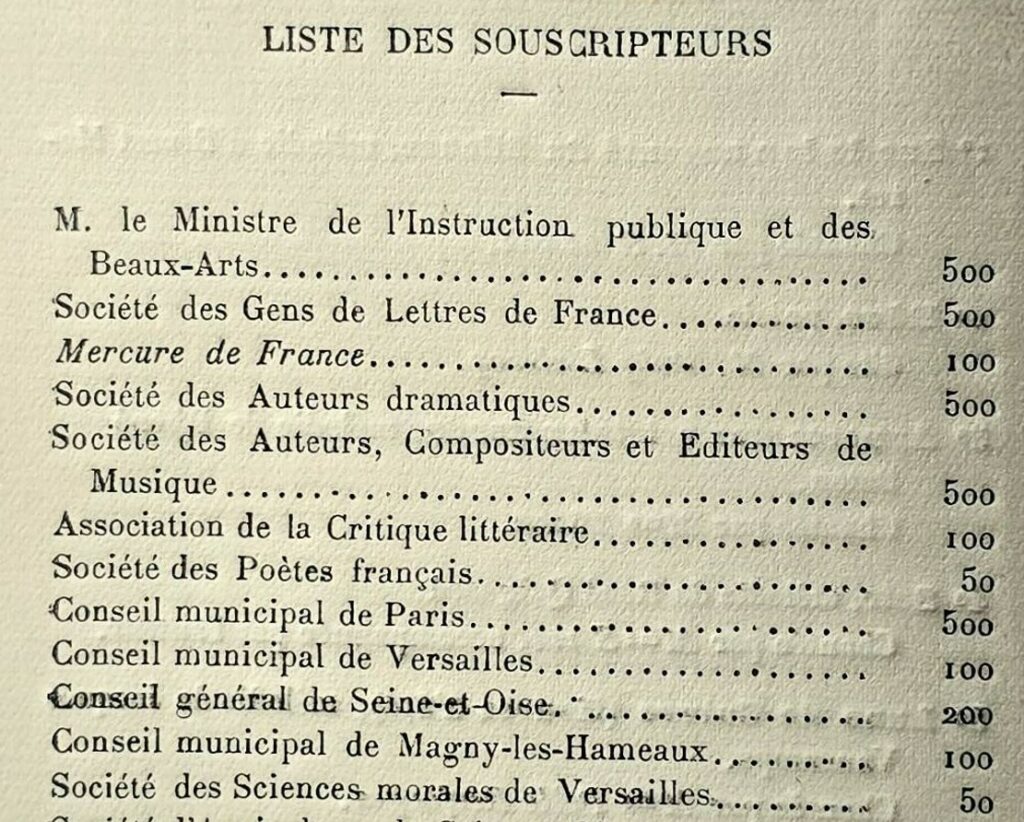 LISTE DES SOUSCRIPTEURS
M. le Ministre de l'Instruction publique et des
Beaux-Arts................................... 500
Société des Gens de Lettres de France............ 500
Mercure de France............................. 100
Société des Auteurs dramatiques................. 500
Société des Auteurs, Compositeurs et Editeurs de
Musique..................................... 500
Association de la Critique littéraire................ 100
Société des Poètes français....................... 50
Conseil municipal de Paris....................... 500
Conseil municipal de Versailles................... 100
Conseil général de Seine-et-Oise.................. 200
Conseil municipal de Magny-les-Hameaux......... 100
Société des Sciences morales de Versailles......... 50